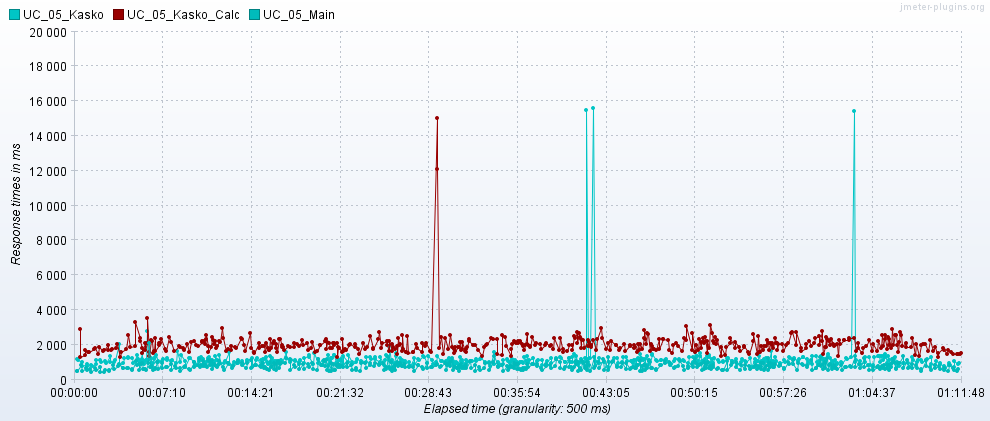 UC_05_Kasko UC_05_Kasko_Calc UC_05_Main
jmeter-plugins.org
20 000
18 000
16 000
14 000
12 000
10 000
8 000
6 000
4 000
2 000
0
Response times in ms
00:00:00 00:07:10 00:14:21 00:21:32 00:28:43 00:35:54 00:43:05 00:50:15 00:57:26 01:04:37 01:11:48
Elapsed time (granularity: 500 ms)